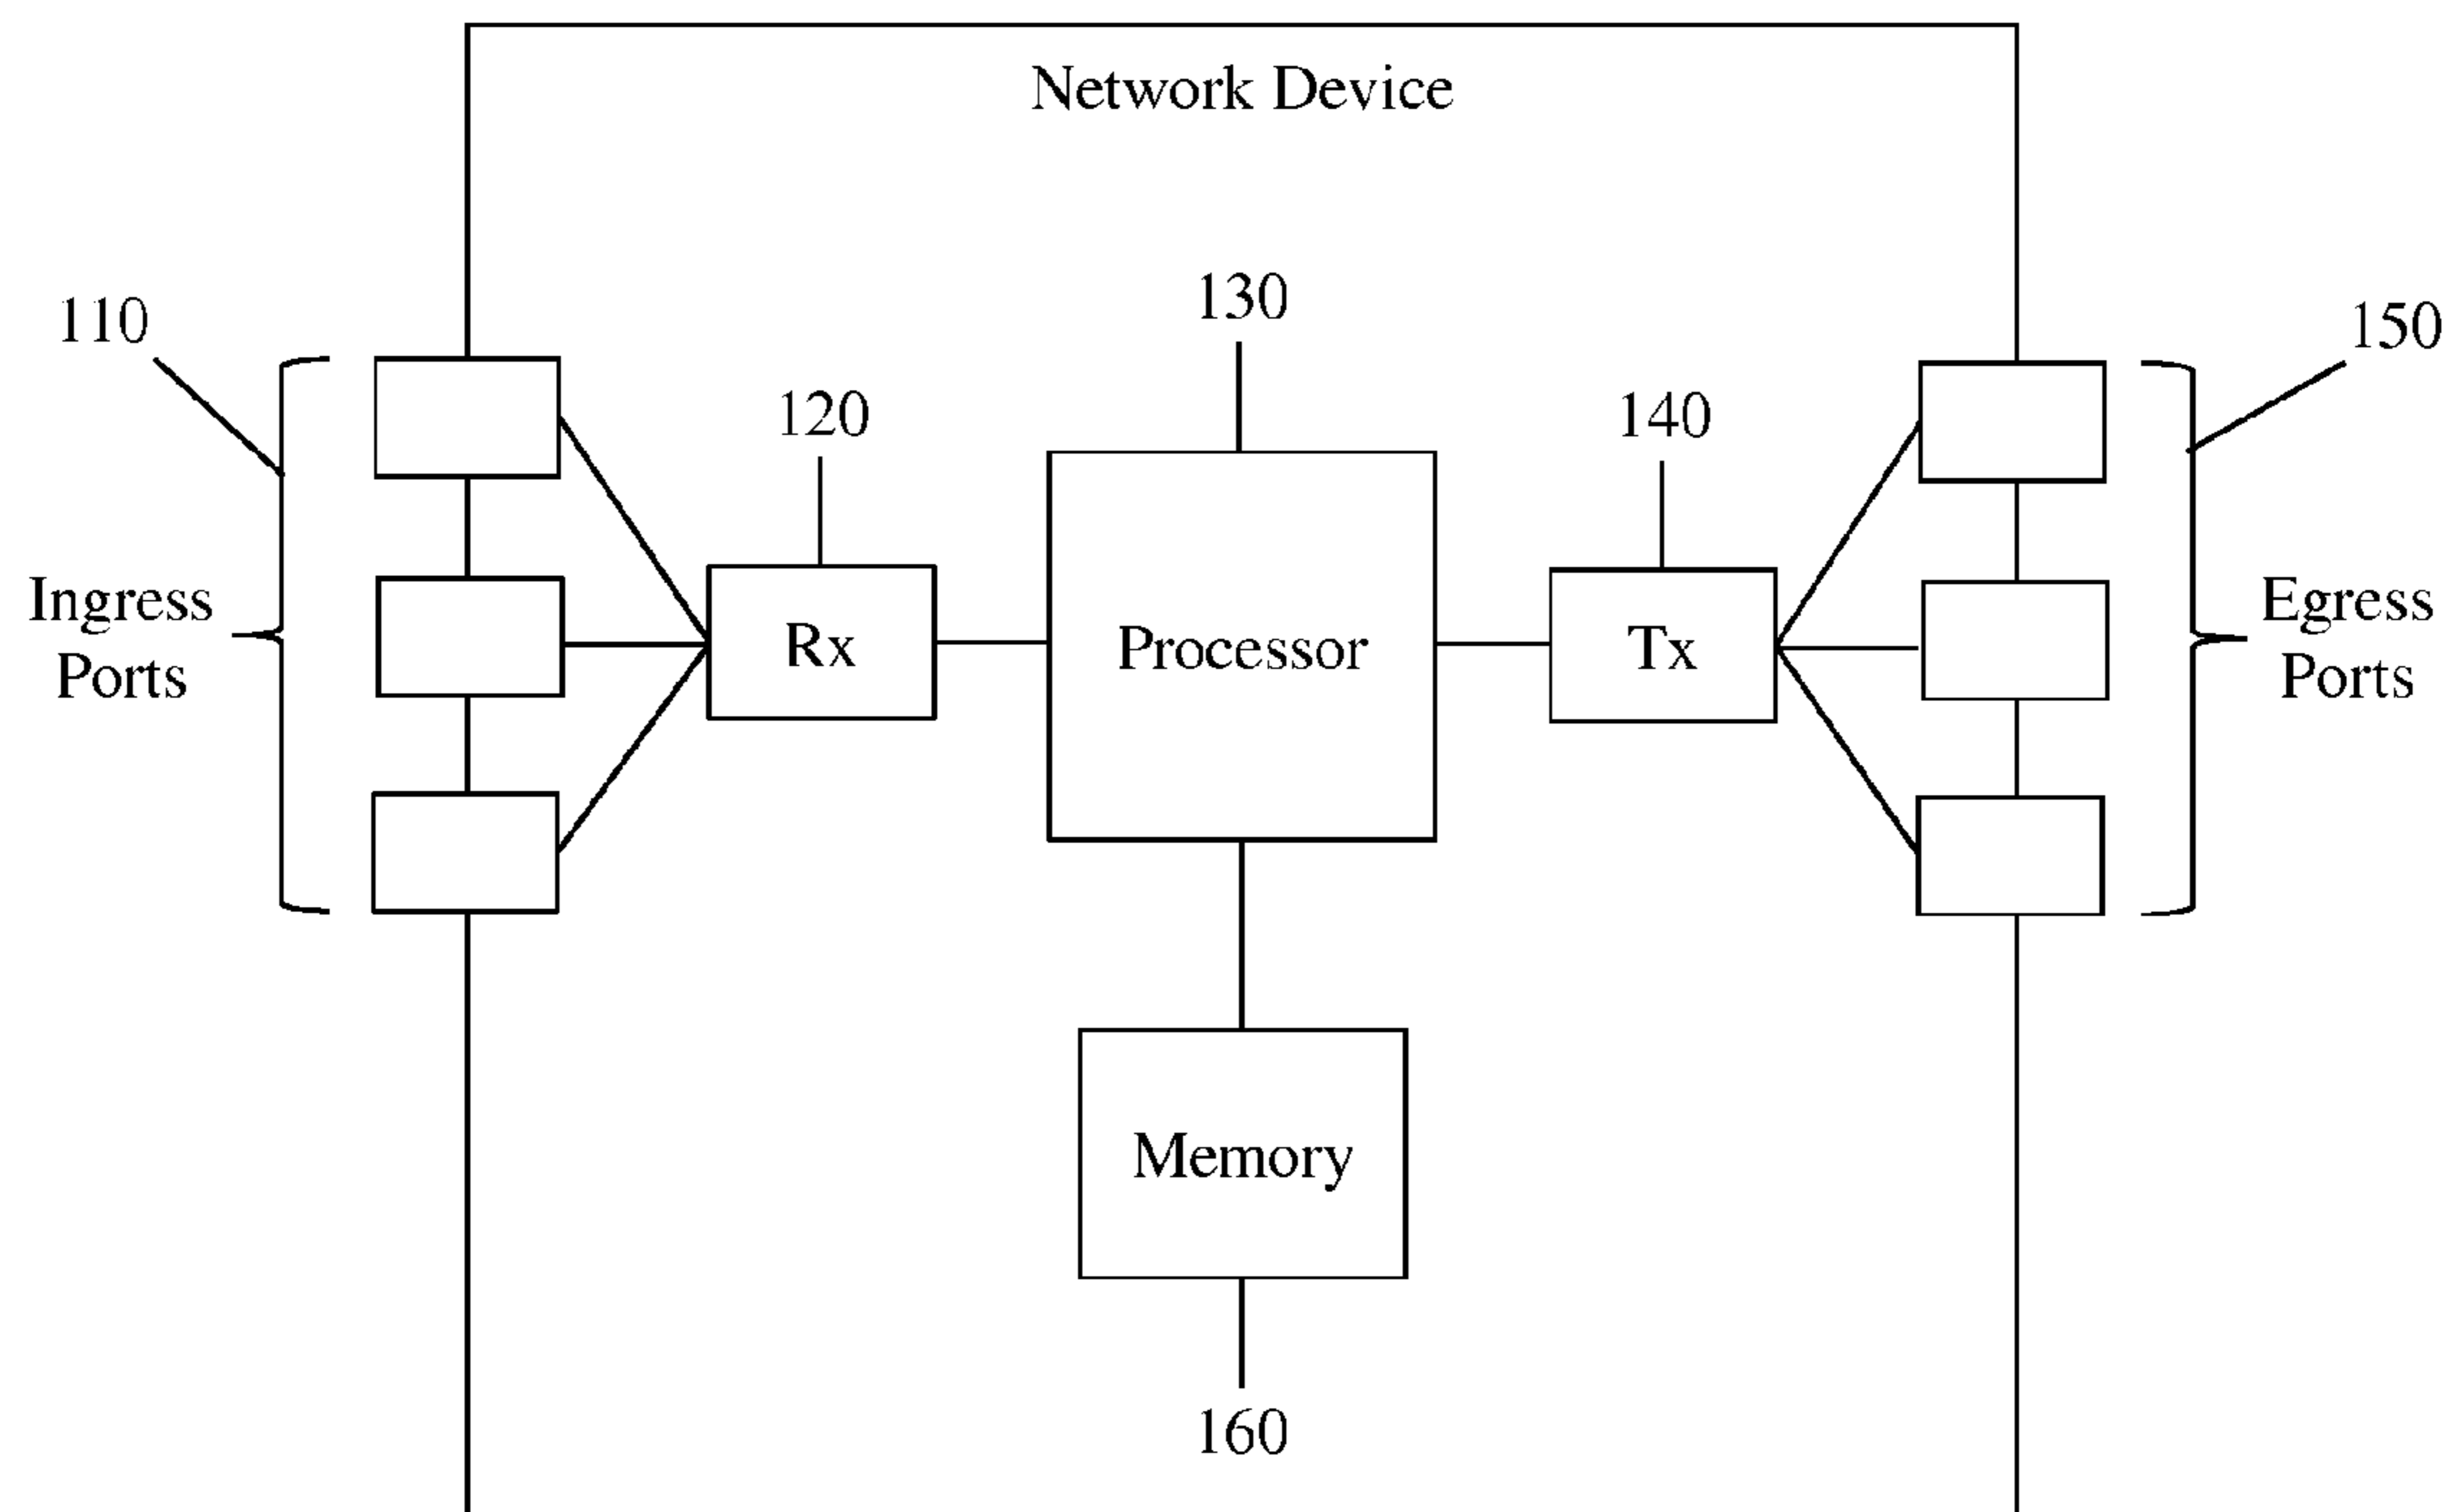 Network Device
130
110
150
120
140
Ingress
Ports
Rx
Processor
Tx
Egress
Ports
Memory
160